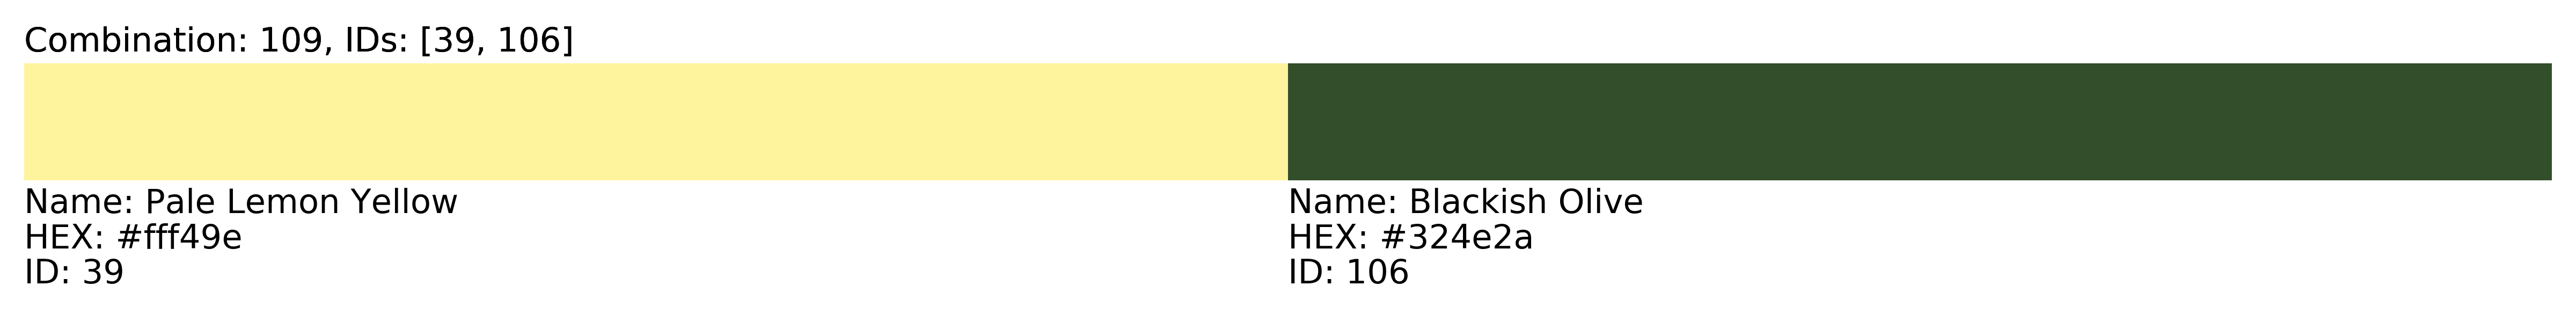 Combination: 109, IDs: [39, 106]
Name: Pale Lemon Yellow
HEX: #fff49e
ID: 39
Name: Blackish Olive
HEX: #324e2a
ID: 106